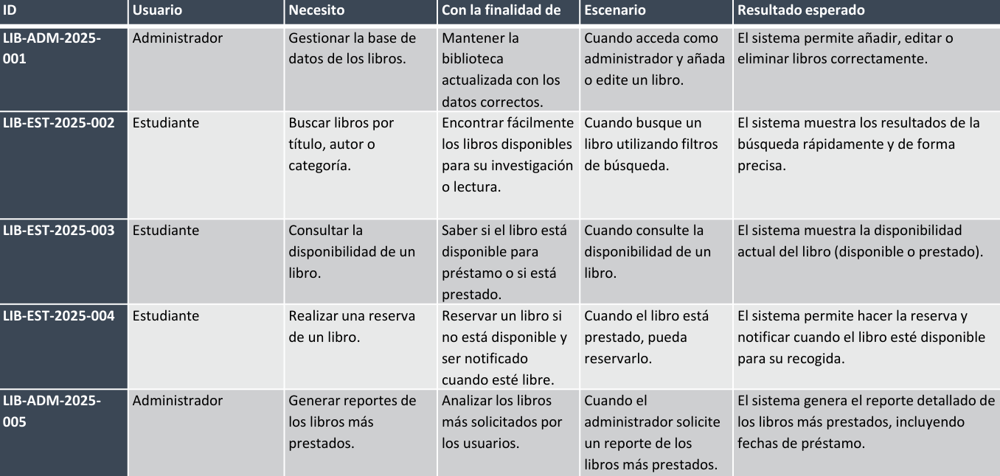 ID Usuario Necesito Con la finalidad de Escenario Resultado esperado
LIB-ADM-2025-
001
Administrador
Gestionar la base de
datos de los libros.
Mantener la
biblioteca
actualizada con los
datos correctos.
Cuando acceda como
administrador y añada
o edite un libro.
El sistema permite añadir, editar o
eliminar libros correctamente.
LIB-EST-2025-002
Estudiante
Buscar libros por
título, autor o
categoría.
Encontrar fácilmente
los libros disponibles
para su investigación
o lectura.
Cuando busque un
libro utilizando filtros
de búsqueda.
El sistema muestra los resultados de la
búsqueda rápidamente y de forma
precisa.
LIB-EST-2025-003
Estudiante
Consultar la
disponibilidad de un
libro.
Saber si el libro está
disponible para
préstamo o si está
prestado.
Cuando consulte la
disponibilidad de un
libro.
El sistema muestra la disponibilidad
actual del libro (disponible o prestado).
LIB-EST-2025-004
Estudiante
Realizar una reserva
de un libro.
Reservar un libro si
no está disponible y
ser notificado
cuando esté libre.
Cuando el libro está
prestado, pueda
reservarlo.
El sistema permite hacer la reserva y
notificar cuando el libro esté disponible
para su recogida.
LIB-ADM-2025-
005
Administrador
Generar reportes de
los libros más
prestados.
Analizar los libros
más solicitados por
los usuarios.
Cuando el
administrador solicite
un reporte de los
libros más prestados.
El sistema genera el reporte detallado de
los libros más prestados, incluyendo
fechas de préstamo.